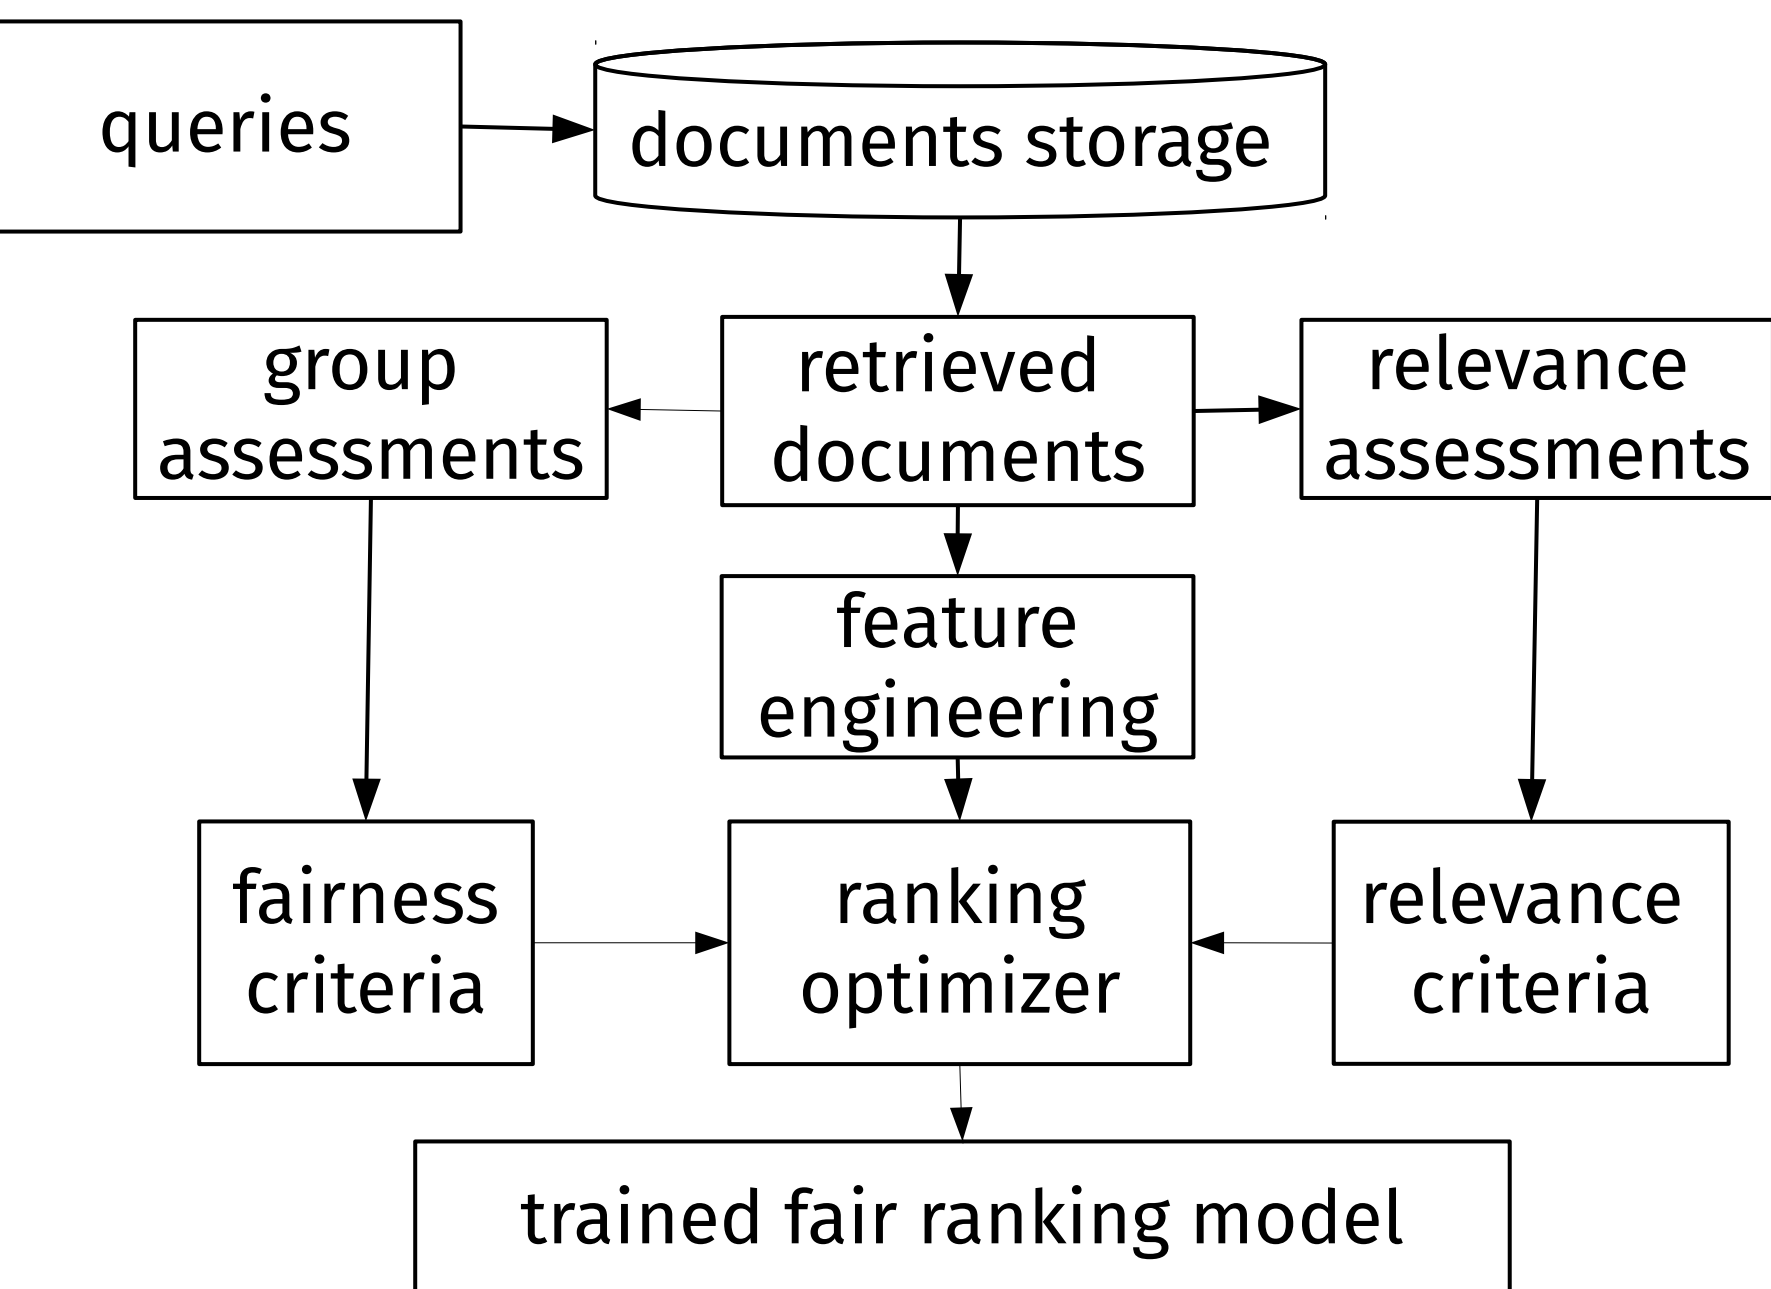 queries
documents storage
group
assessments
retrieved
documents
relevance
assessments
feature
engineering
fairness
criteria
ranking
optimizer
relevance
criteria
trained fair ranking model